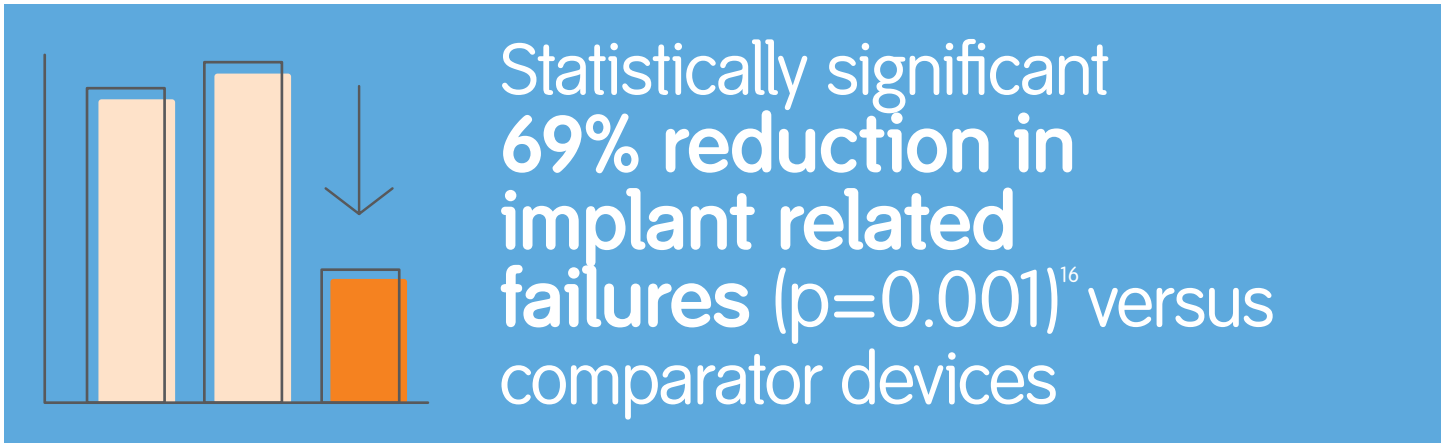 Statistically significant
69% reduction in
implant related
failures (p=0.001)¹⁶ versus
comparator devices